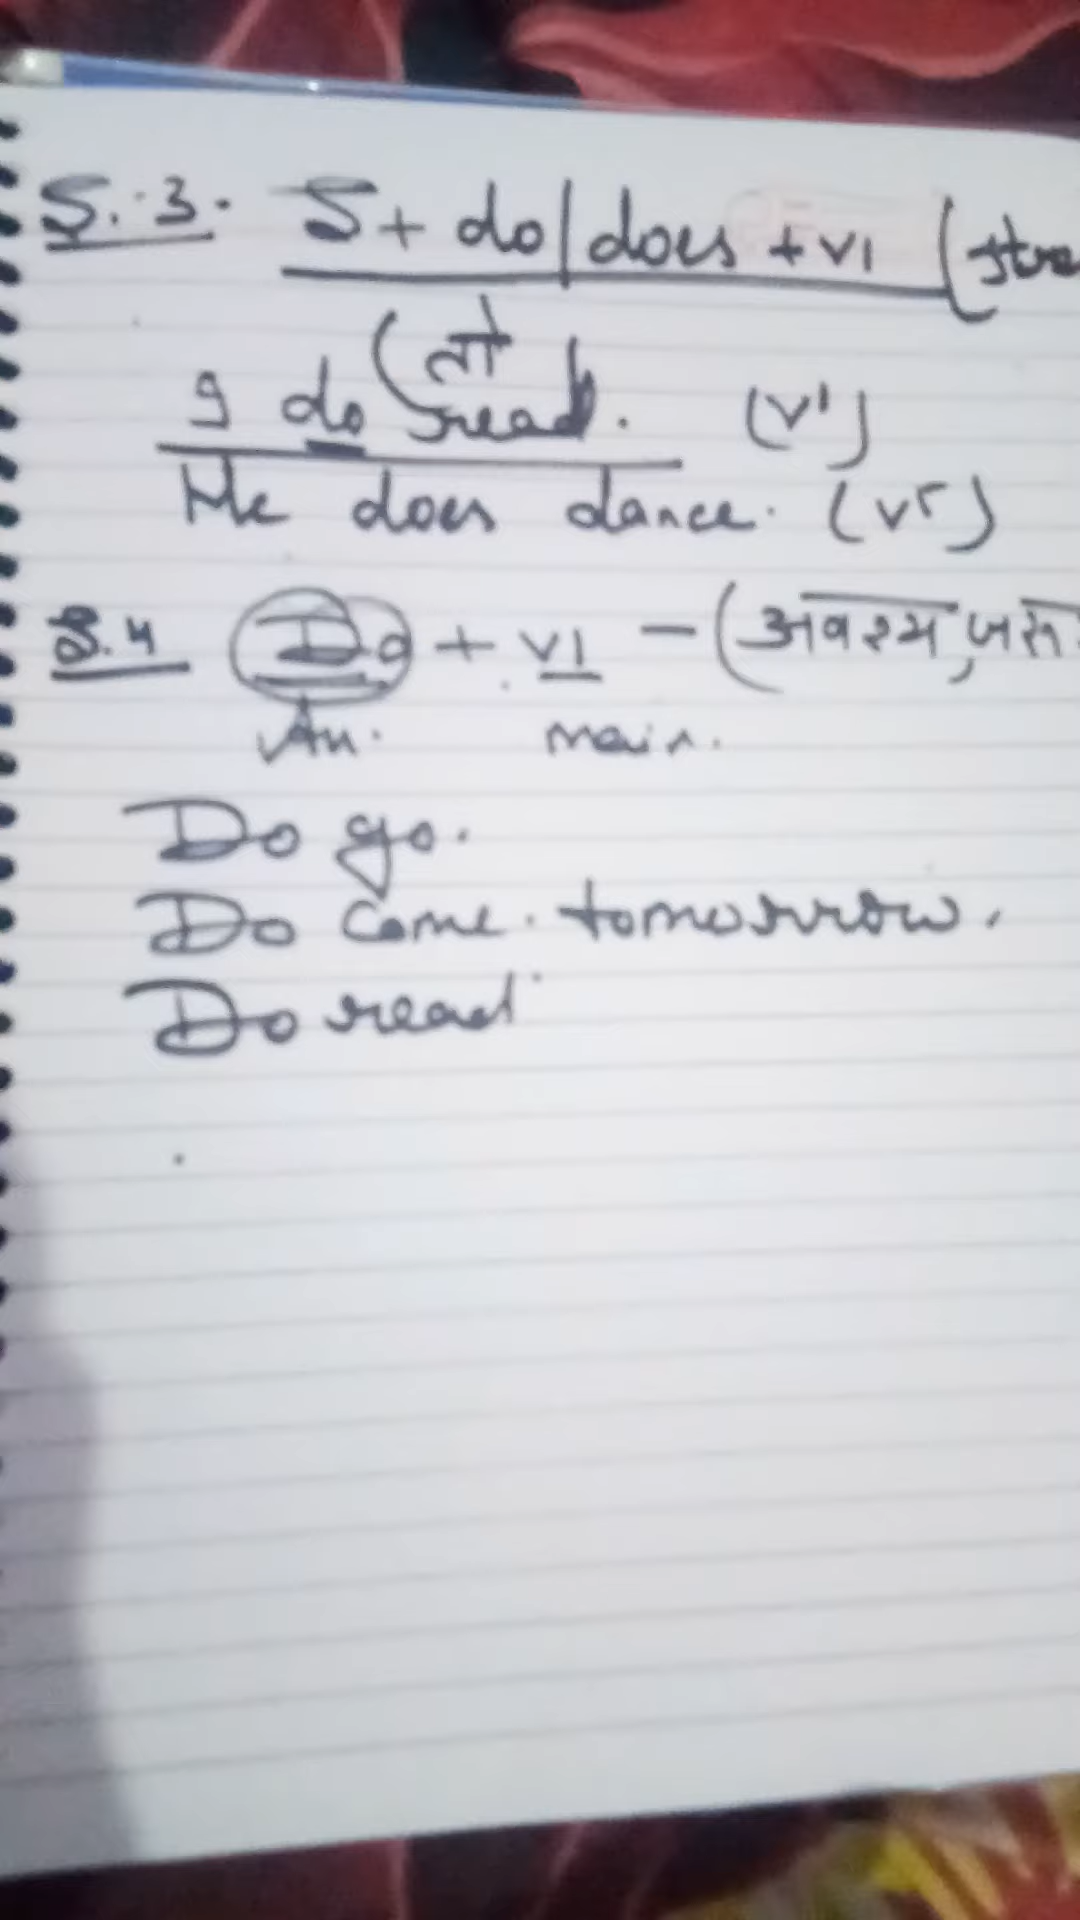 S.3. S + do/does + v1 (
(तो
I do read. (v1)
He does dance. (v5)
S.4 Do + v1 - (अवश्य,
main.
Do go.
Do come. tomorrow.
Do read